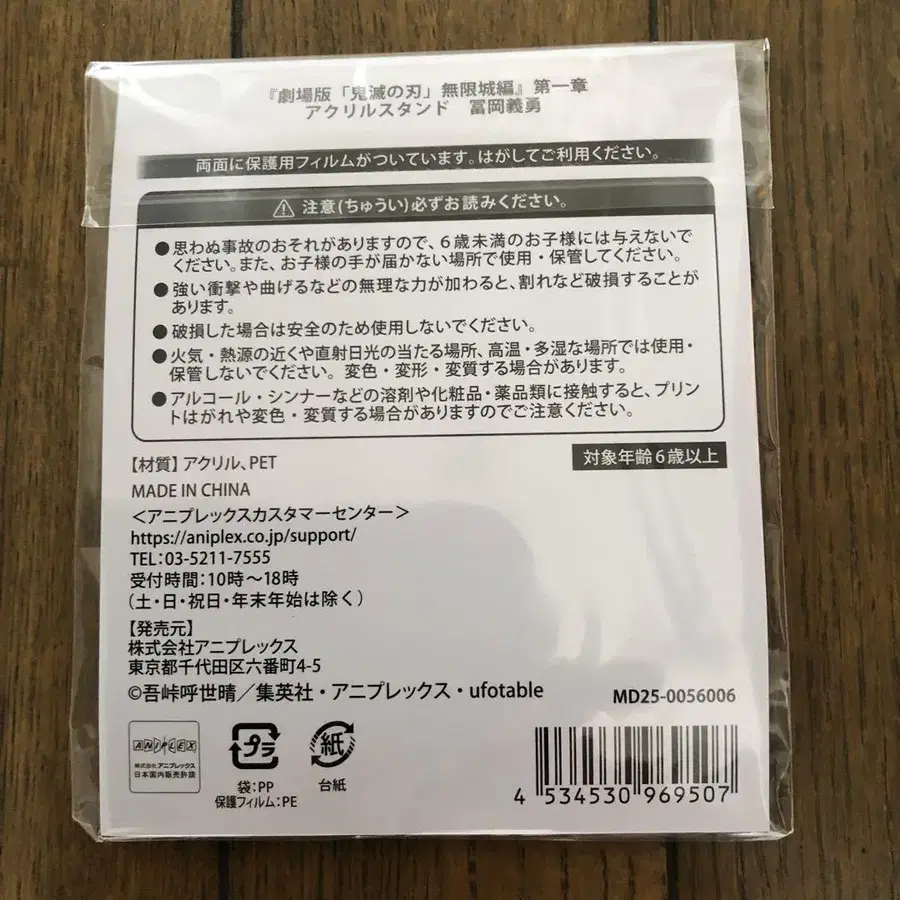 『劇場版「鬼滅の刃」無限城編』第一章
アクリルスタンド　冨岡義勇
両面に保護用フィルムがついています。はがしてご利用ください。
注意(ちゅうい)必ずお読みください。
●思わぬ事故のおそれがありますので、6歳未満のお子様には与えないで
ください。また、お子様の手が届かない場所で使用・保管してください。
●強い衝撃や曲げるなどの無理な力が加わると、割れなど破損することが
あります。
●破損した場合は安全のため使用しないでください。
●火気・熱源の近くや直射日光の当たる場所、高温・多湿な場所では使用・
保管しないでください。変色・変形・変質する場合があります。
●アルコール・シンナーなどの溶剤や化粧品・薬品類に接触すると、プリン
トはがれや変色・変質する場合がありますのでご注意ください。
【材質】アクリル、PET
対象年齢6歳以上
MADE IN CHINA
＜アニプレックスカスタマーセンター＞
https://aniplex.co.jp/support/
TEL:03-5211-7555
受付時間:10時～18時
(土・日・祝日・年末年始は除く)
【発売元】
株式会社アニプレックス
東京都千代田区六番町4-5
©吾峠呼世晴／集英社・アニプレックス・ufotable
MD25-0056006
ANIPLEX
株式会社アニプレックス
日本国内販売許諾
プラ
袋:PP
保護フィルム:PE
紙
台紙
4 534530 969507